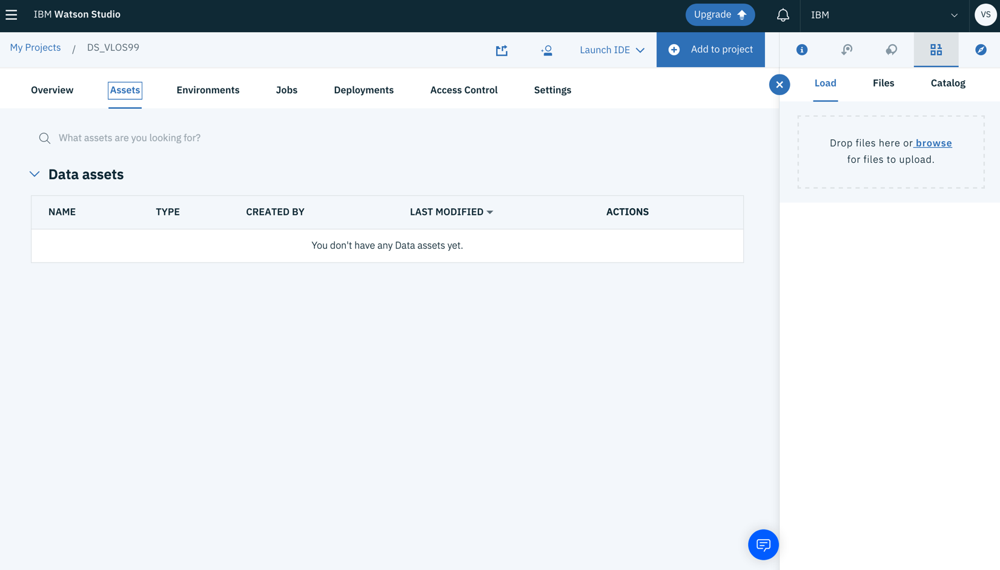 IBM Watson Studio
Upgrade
IBM
VS
My Projects / DS_VLOS99
Launch IDE
Add to project
Overview
Assets
Environments
Jobs
Deployments
Access Control
Settings
Load
Files
Catalog
What assets are you looking for?
Drop files here or browse
for files to upload.
Data assets
NAME
TYPE
CREATED BY
LAST MODIFIED
ACTIONS
You don't have any Data assets yet.